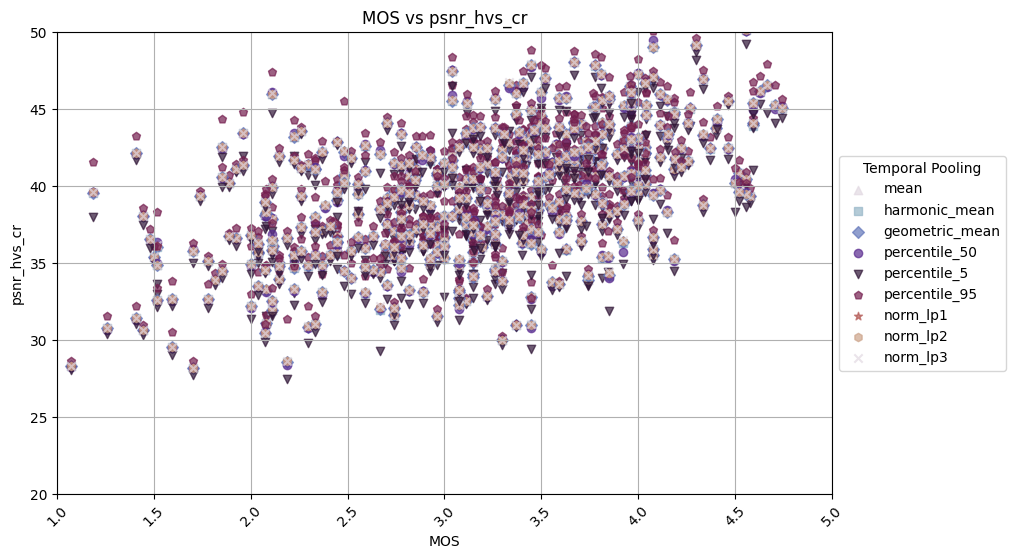 MOS vs psnr_hvs_cr
50
45
40
35
30
25
20
psnr_hvs_cr
1.0
1.5
2.0
2.5
3.0
3.5
4.0
4.5
5.0
MOS
Temporal Pooling
mean
harmonic_mean
geometric_mean
percentile_50
percentile_5
percentile_95
norm_lp1
norm_lp2
norm_lp3